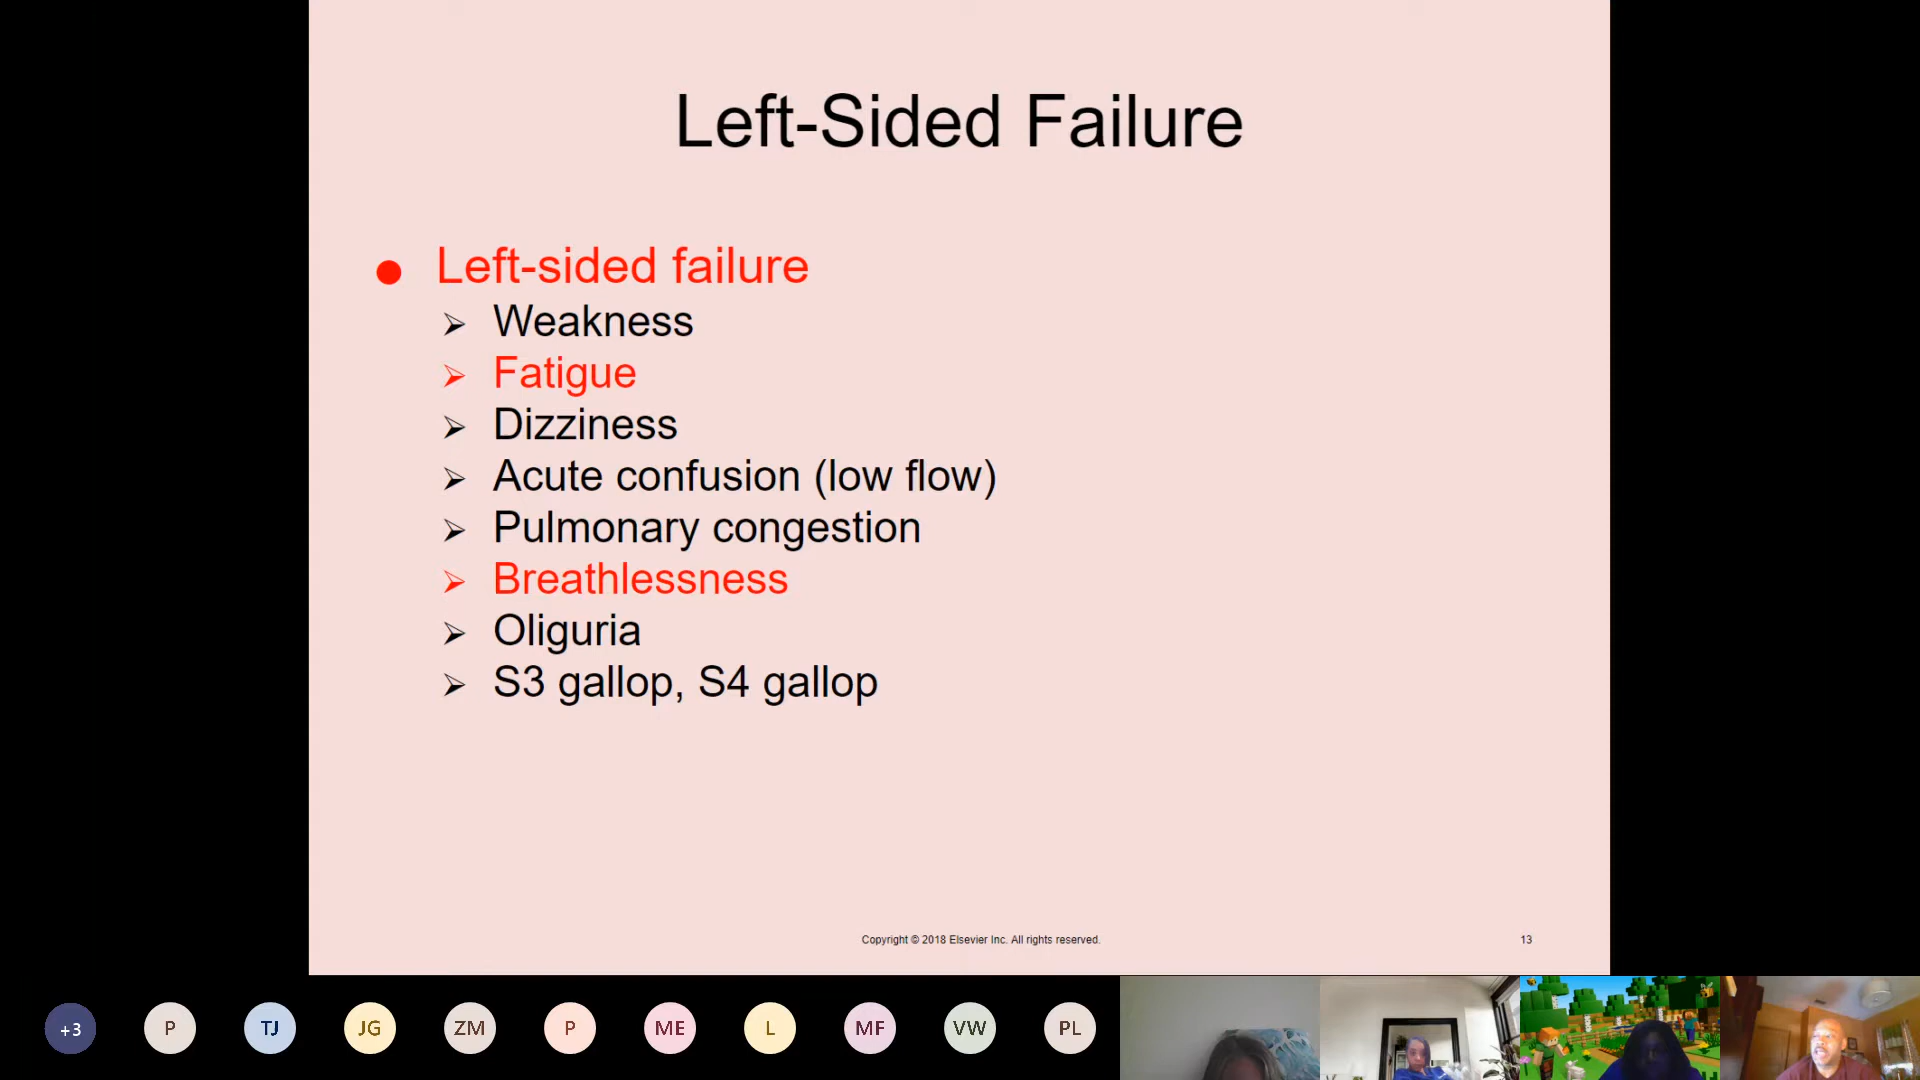 Left-Sided Failure
Left-sided failure
Weakness
Fatigue
Dizziness
Acute confusion (low flow)
Pulmonary congestion
Breathlessness
Oliguria
S3 gallop, S4 gallop
Copyright © 2018 Elsevier Inc. All rights reserved.
13
+3
P
TJ
JG
ZM
P
ME
L
MF
VW
PL